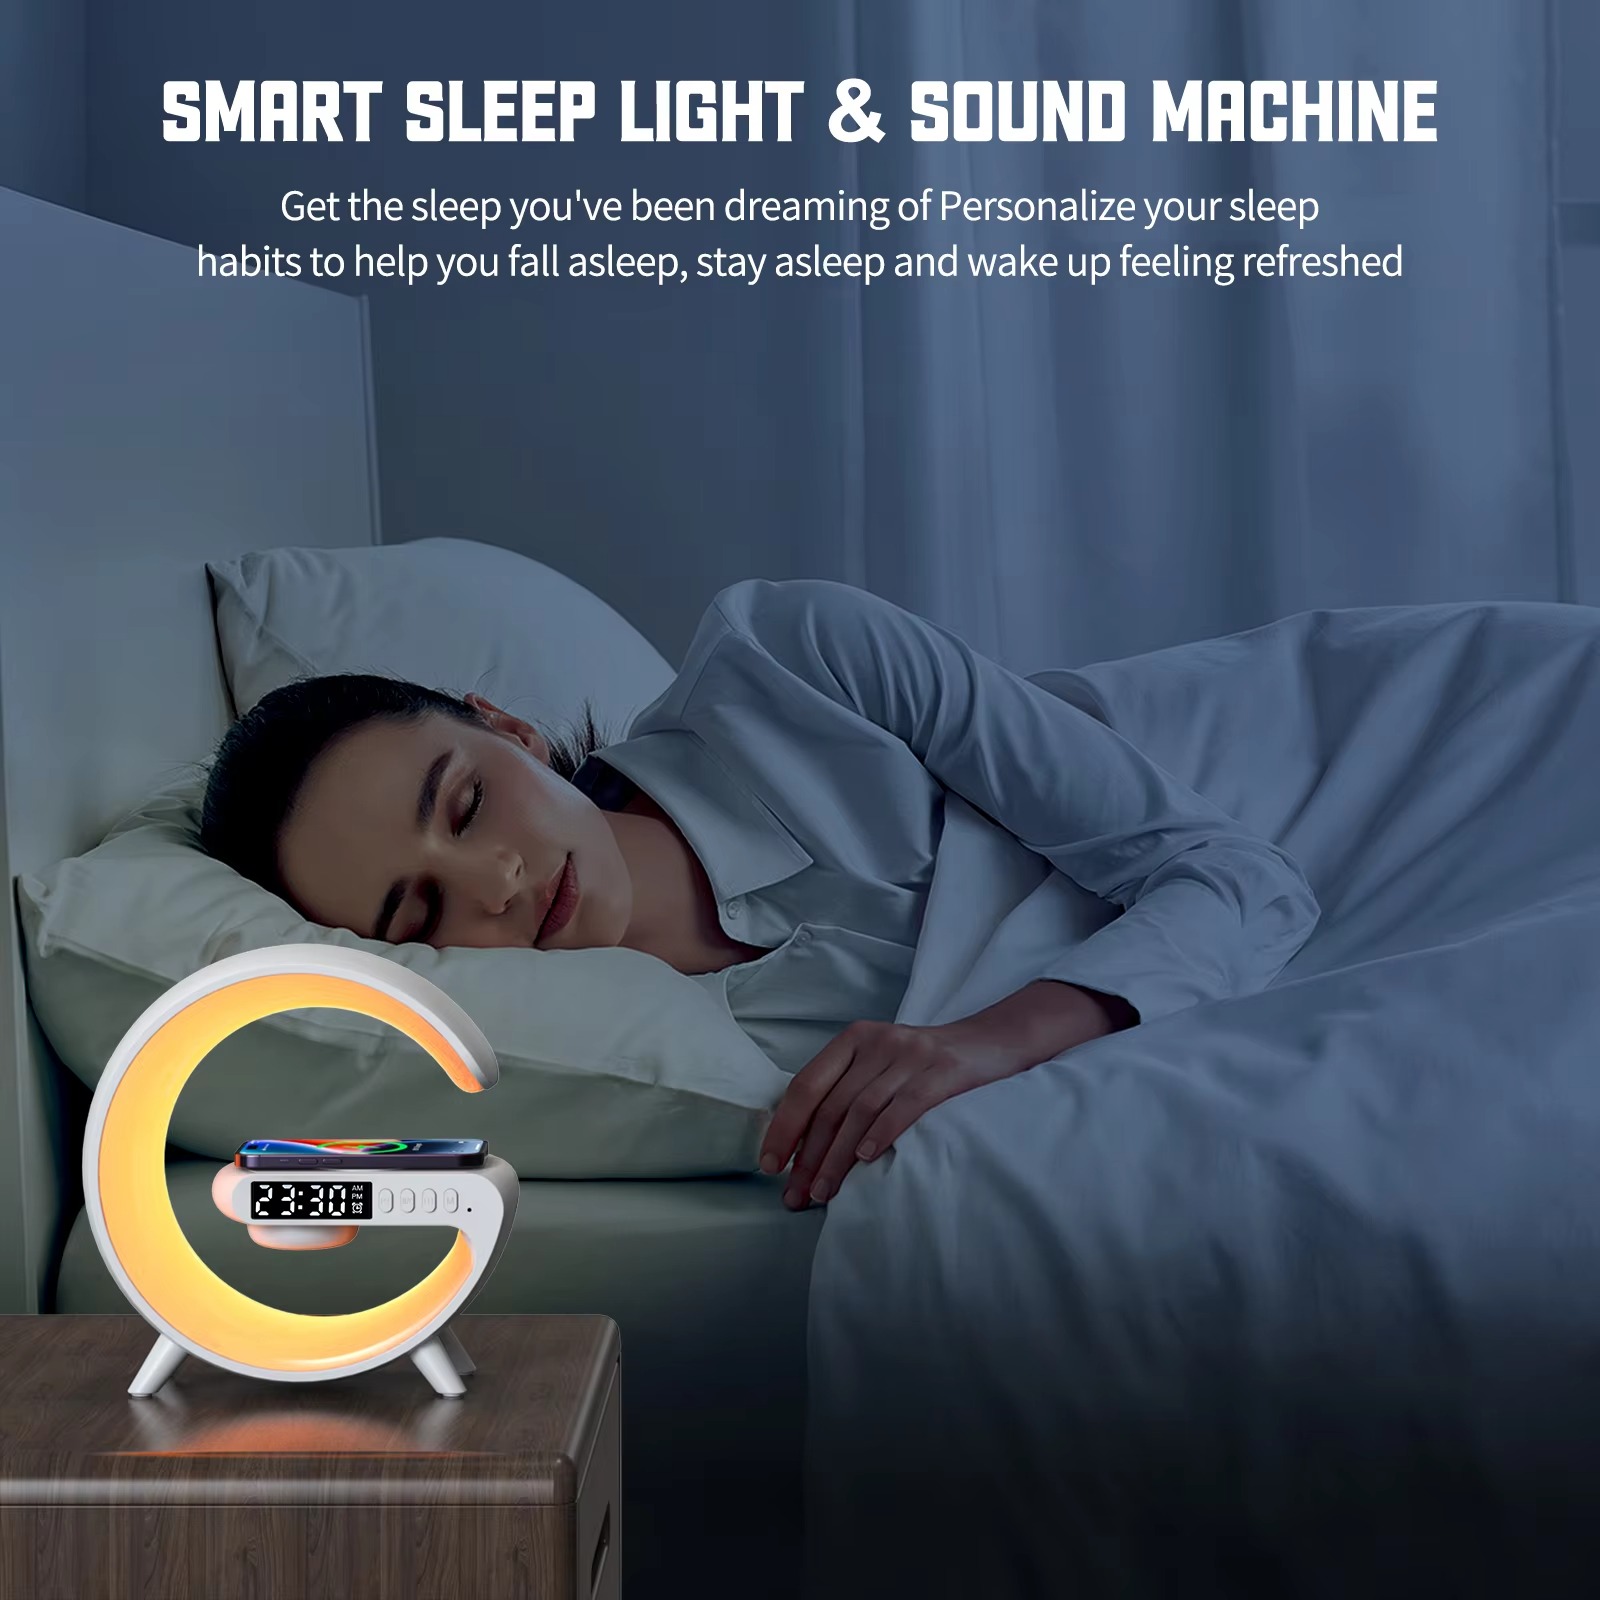 SMART SLEEP LIGHT & SOUND MACHINE
Get the sleep you've been dreaming of Personalize your sleep
habits to help you fall asleep, stay asleep and wake up feeling refreshed
23:30
AM
PM